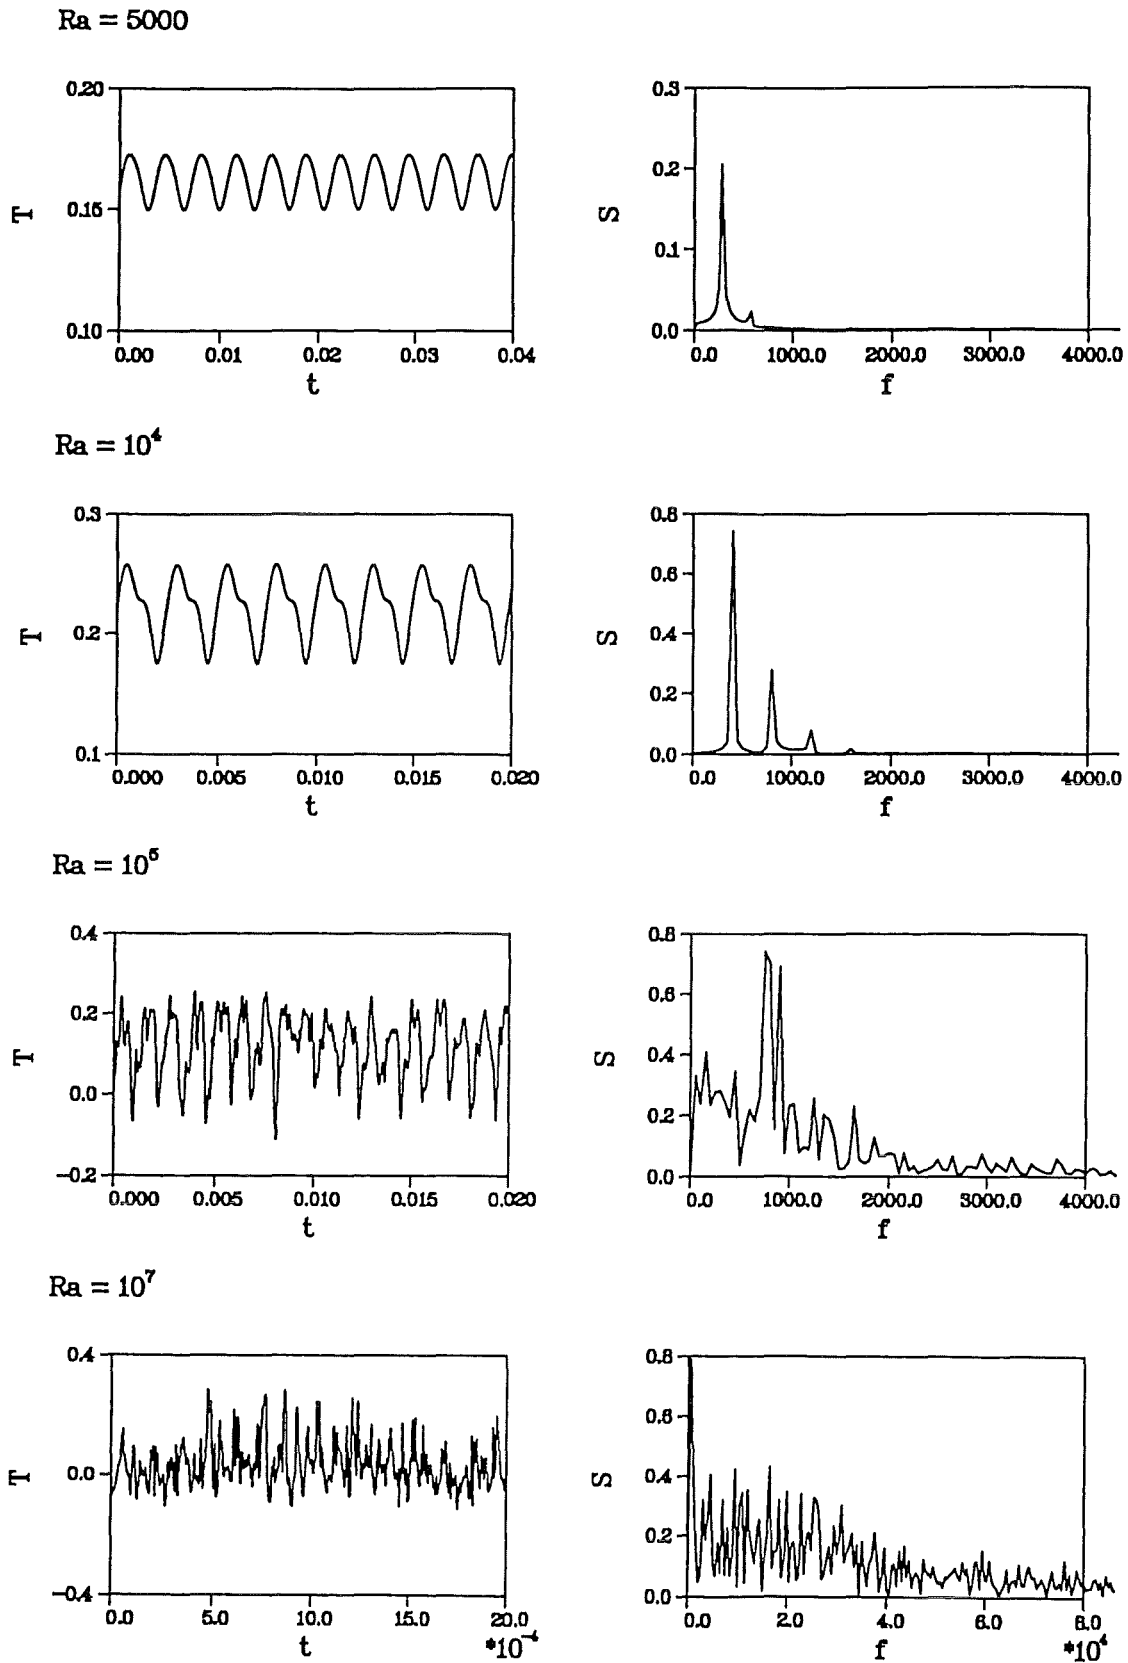 Ra = 5000
0.20
0.15
0.10
T
0.00 0.01 0.02 0.03 0.04
t
0.3
0.2
0.1
0.0
S
0.0 1000.0 2000.0 3000.0 4000.0
f
Ra = 10⁴
0.3
0.2
0.1
T
0.000 0.005 0.010 0.015 0.020
t
0.8
0.6
0.4
0.2
0.0
S
0.0 1000.0 2000.0 3000.0 4000.0
f
Ra = 10⁵
0.4
0.2
0.0
−0.2
T
0.000 0.005 0.010 0.015 0.020
t
0.8
0.6
0.4
0.2
0.0
S
0.0 1000.0 2000.0 3000.0 4000.0
f
Ra = 10⁷
0.4
0.0
−0.4
T
0.0 5.0 10.0 15.0 20.0
*10⁻⁴
t
0.8
0.6
0.4
0.2
0.0
S
0.0 2.0 4.0 6.0 8.0
*10⁴
f